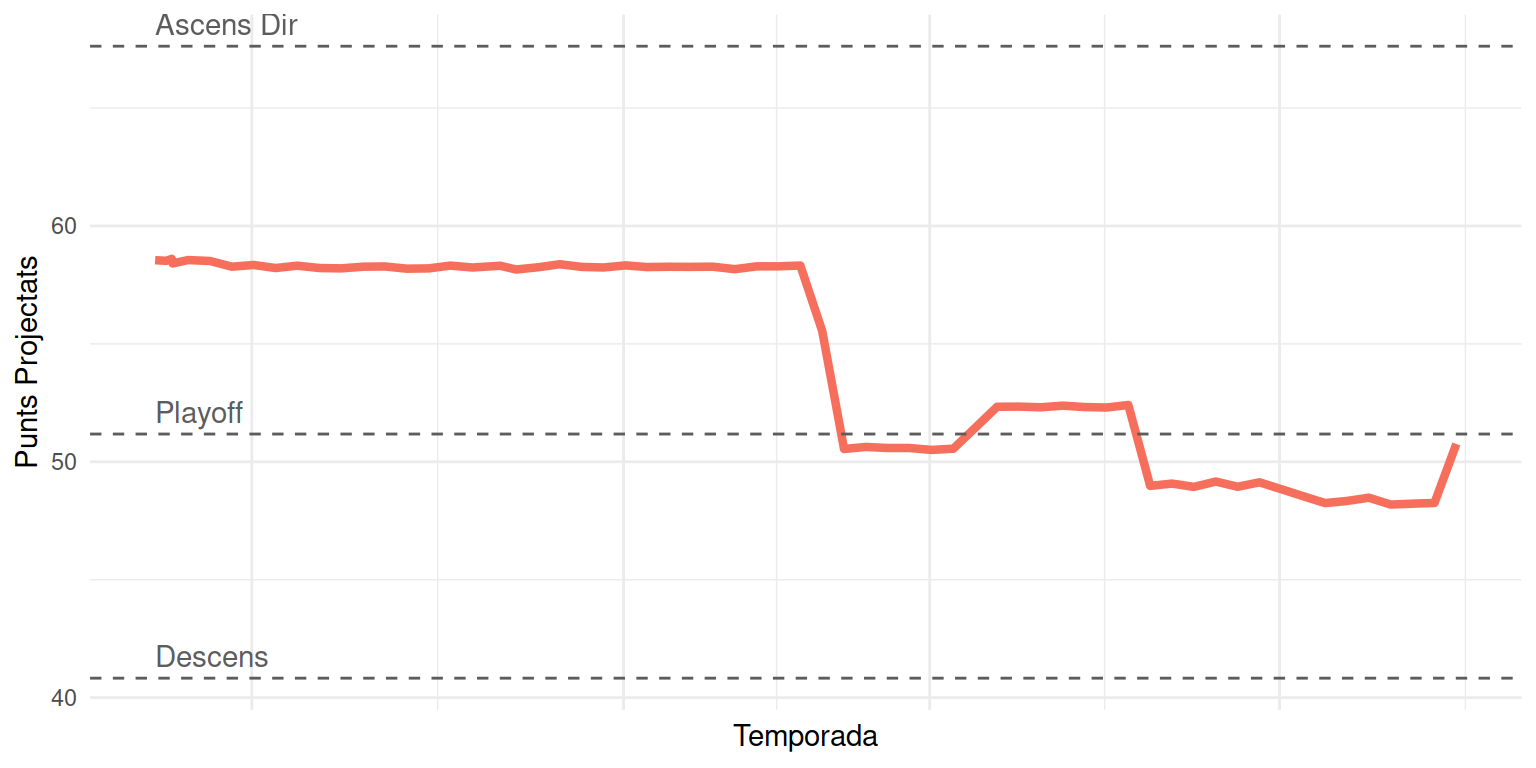 Ascens Dir
60
Playoff
50
Descens
40
Punts Projectats
Temporada